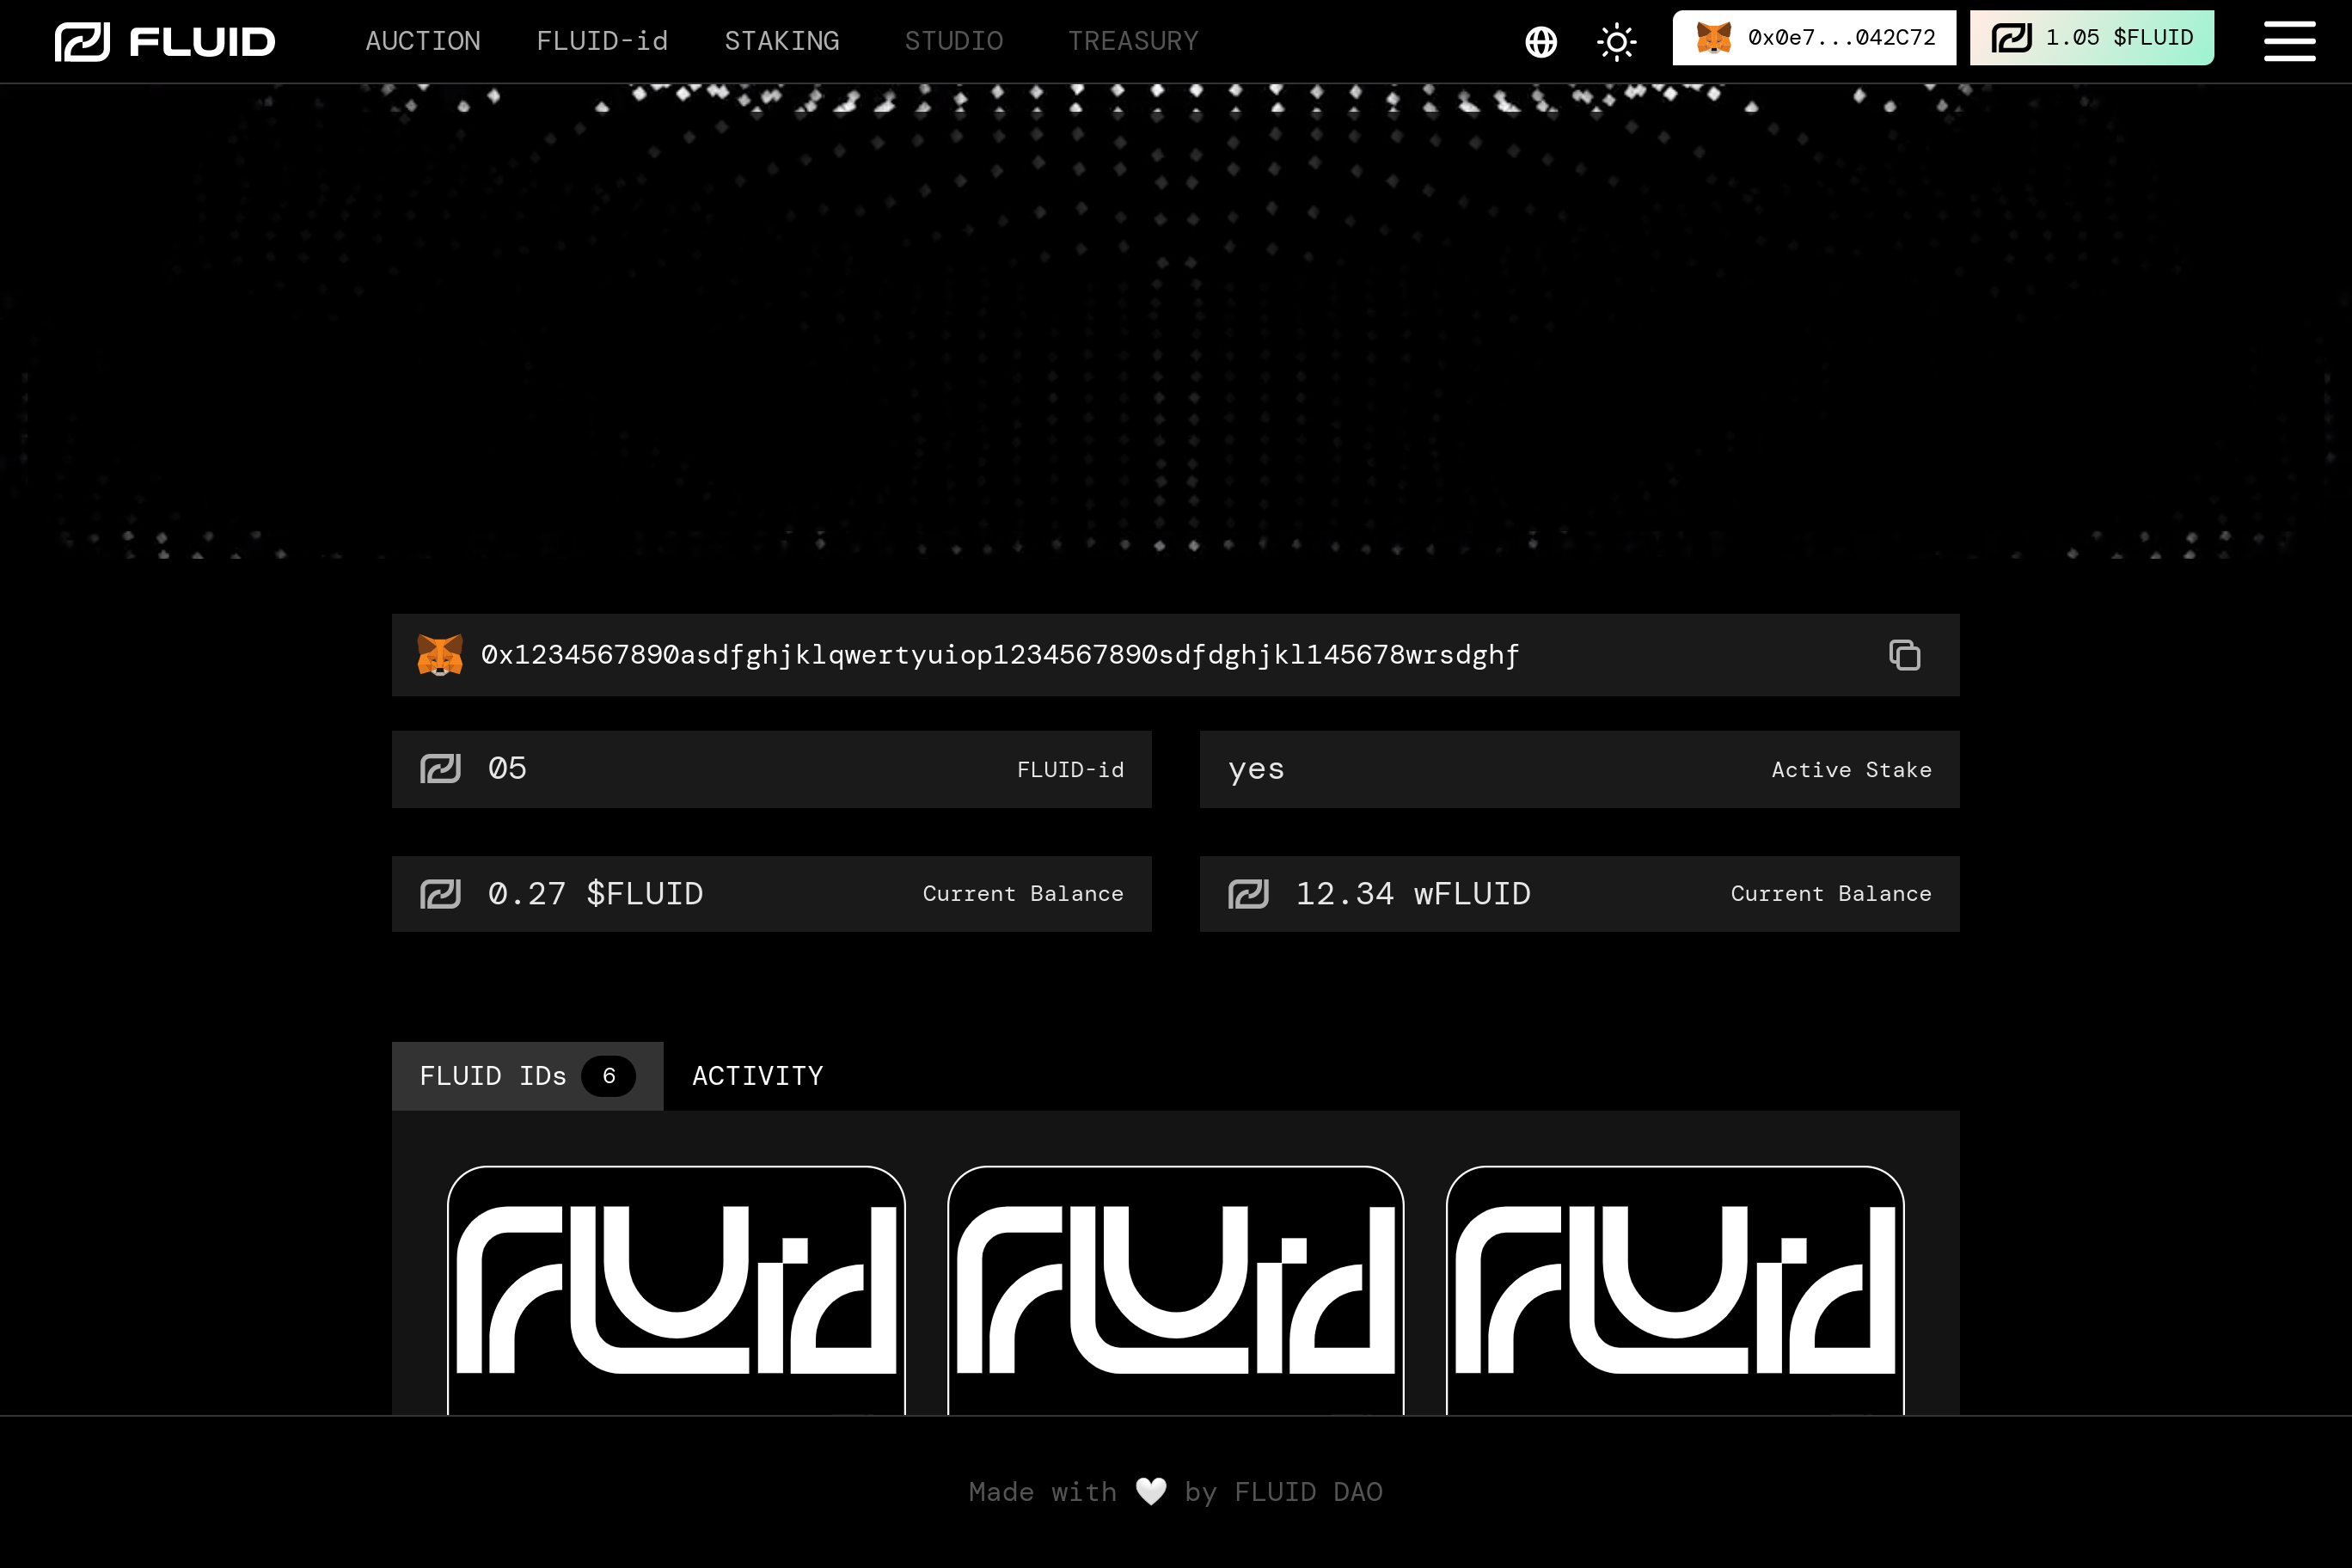 FLUID AUCTION FLUID-id STAKING STUDIO TREASURY 0x0e7...042C72 1.05 $FLUID
0x1234567890asdfghjklqwertyuiop1234567890sdfdghjkl145678wrsdghf
05 FLUID-id
yes Active Stake
0.27 $FLUID Current Balance
12.34 wFLUID Current Balance
FLUID IDs 6 ACTIVITY
FLUid FLUid FLUid
Made with 🤍 by FLUID DAO